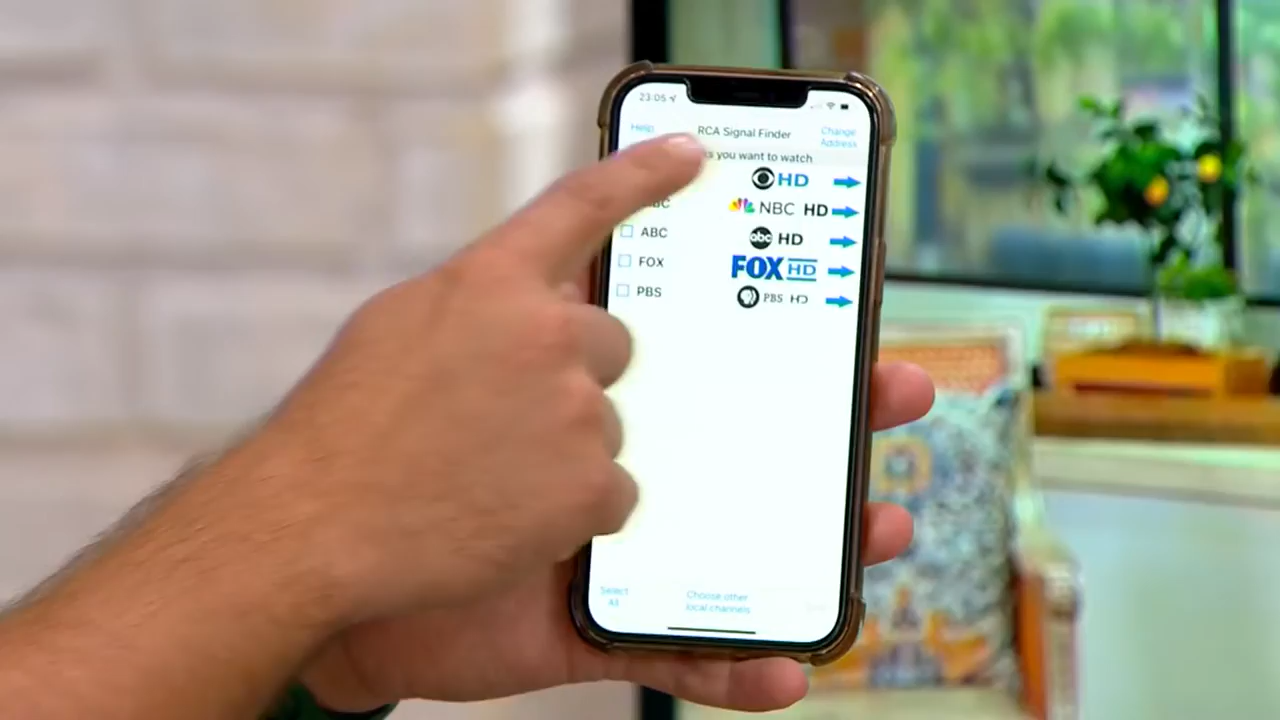 23:05
Help
RCA Signal Finder
Change
Address
you want to watch
HD
NBC HD
ABC
abc HD
FOX
FOX HD
PBS
PBS HD
Select
All
Choose other
local channels